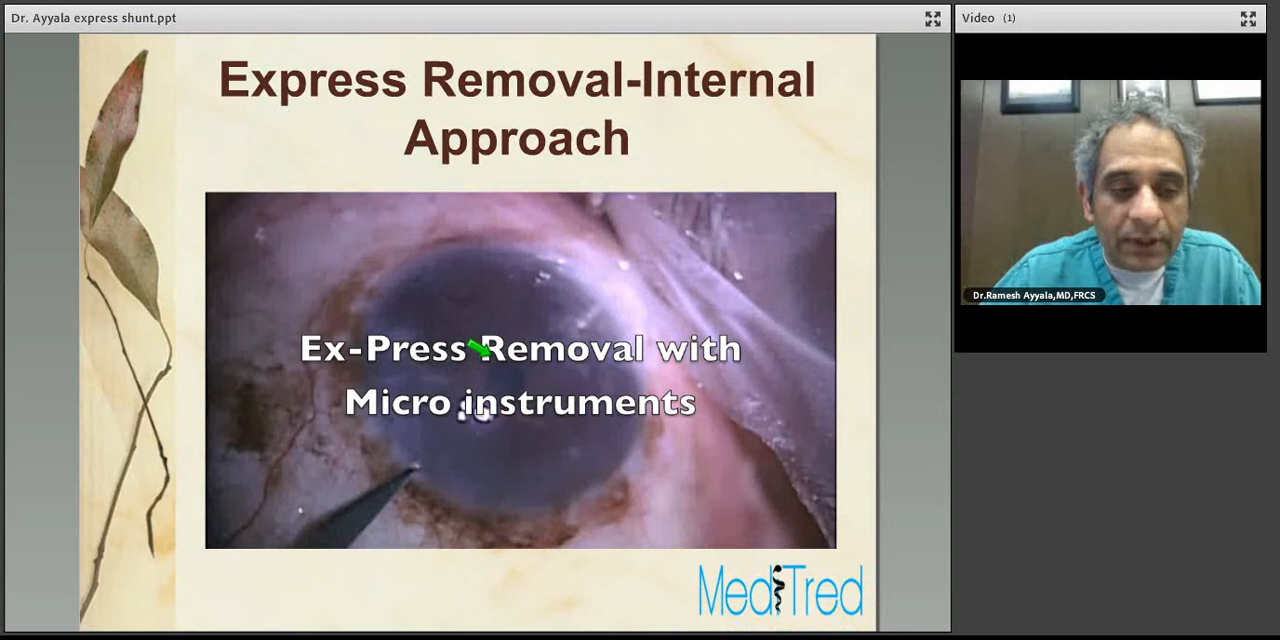 Dr. Ayyala express shunt.ppt
Video (1)
Express Removal-Internal
Approach
Ex-Press Removal with
Micro instruments
Dr.Ramesh Ayyala,MD,FRCS
MediTred